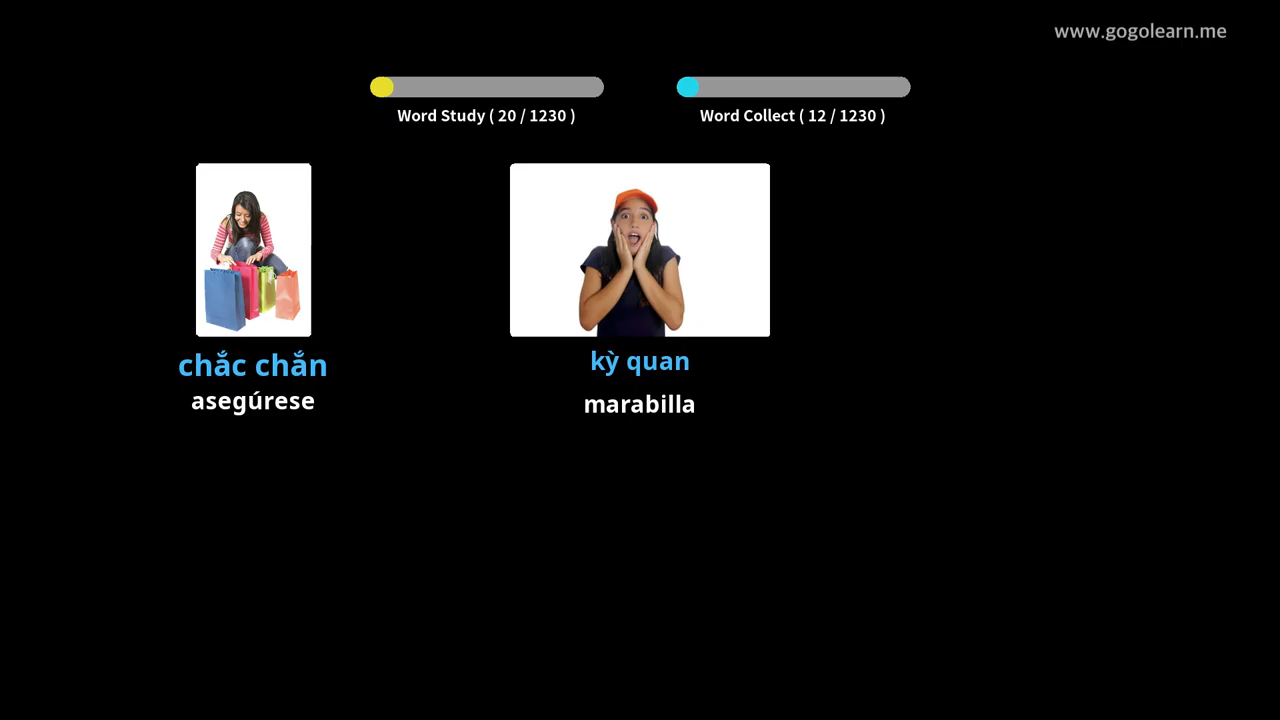 www.gogolearn.me
Word Study ( 20 / 1230 )
Word Collect ( 12 / 1230 )
chắc chắn
asegúrese
kỳ quan
marabilla